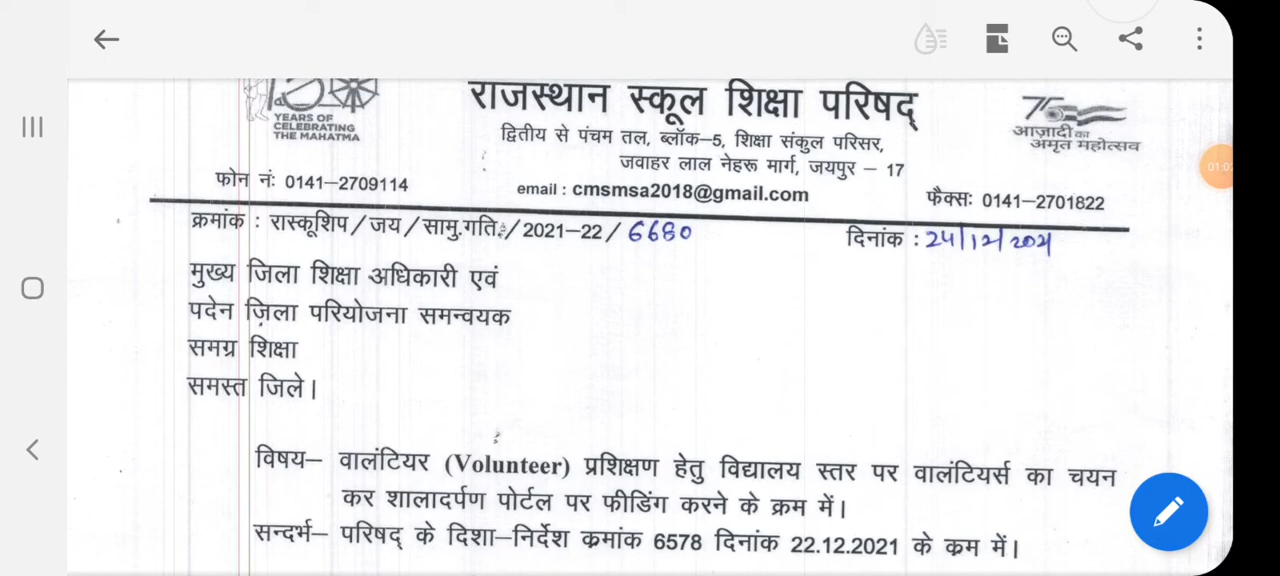 राजस्थान स्कूल शिक्षा परिषद्
YEARS OF
CELEBRATING
THE MAHATMA
द्वितीय से पंचम तल, ब्लॉक–5, शिक्षा संकुल परिसर,
जवाहर लाल नेहरू मार्ग, जयपुर – 17
आज़ादी का
अमृत महोत्सव
फोन नं: 0141–2709114
email : cmsmsa2018@gmail.com
फैक्सः 0141–2701822
क्रमांक : रास्कूशिप/जय/सामु.गति./2021–22/6680
दिनांक : 24/12/2021
मुख्य जिला शिक्षा अधिकारी एवं
पदेन ज़िला परियोजना समन्वयक
समग्र शिक्षा
समस्त जिले।
विषय– वालंटियर (Volunteer) प्रशिक्षण हेतु विद्यालय स्तर पर वालंटियर्स का चयन
कर शालादर्पण पोर्टल पर फीडिंग करने के क्रम में।
सन्दर्भ– परिषद् के दिशा–निर्देश क्रमांक 6578 दिनांक 22.12.2021 के क्रम में।